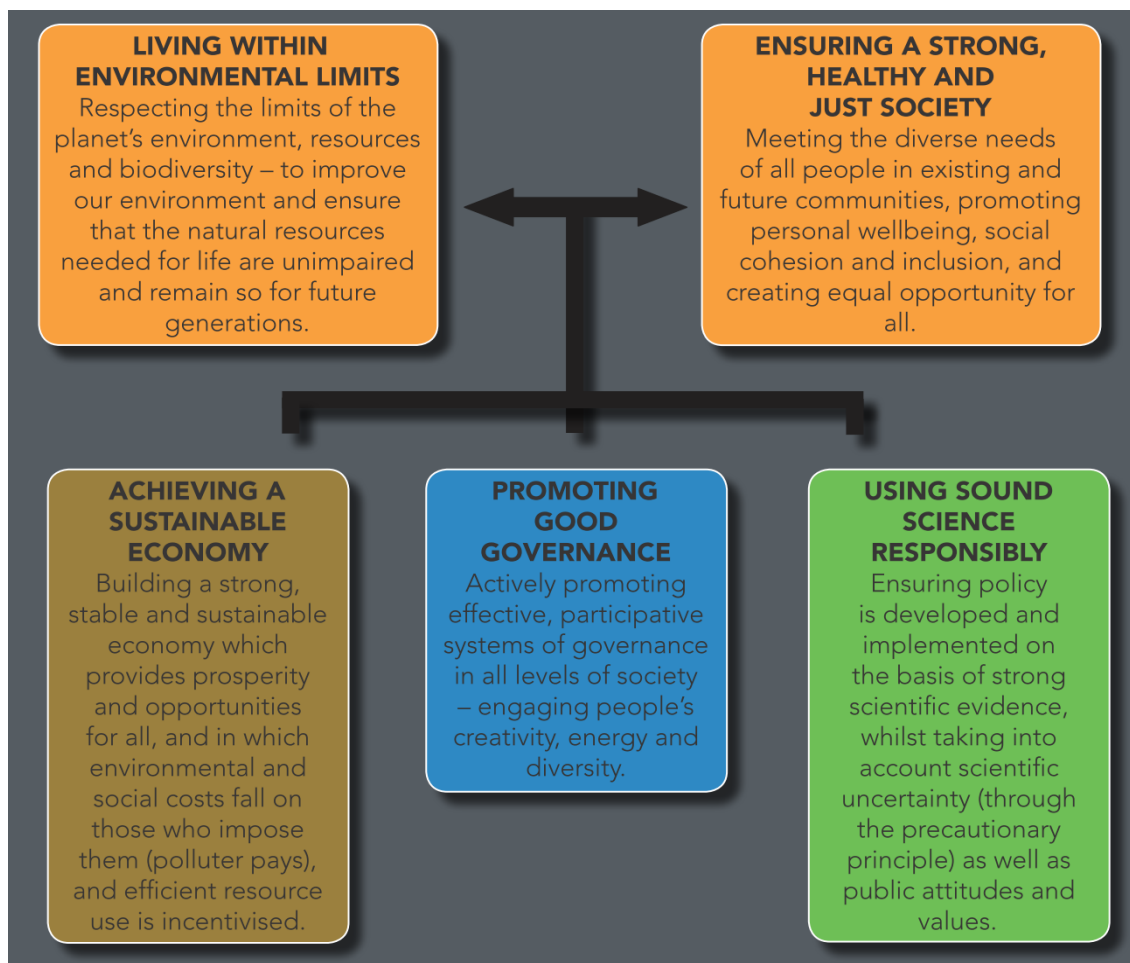 LIVING WITHIN
ENVIRONMENTAL LIMITS
Respecting the limits of the
planet’s environment, resources
and biodiversity – to improve
our environment and ensure
that the natural resources
needed for life are unimpaired
and remain so for future
generations.
ENSURING A STRONG,
HEALTHY AND
JUST SOCIETY
Meeting the diverse needs
of all people in existing and
future communities, promoting
personal wellbeing, social
cohesion and inclusion, and
creating equal opportunity for
all.
ACHIEVING A
SUSTAINABLE
ECONOMY
Building a strong,
stable and sustainable
economy which
provides prosperity
and opportunities
for all, and in which
environmental and
social costs fall on
those who impose
them (polluter pays),
and efficient resource
use is incentivised.
PROMOTING
GOOD
GOVERNANCE
Actively promoting
effective, participative
systems of governance
in all levels of society
– engaging people’s
creativity, energy and
diversity.
USING SOUND
SCIENCE
RESPONSIBLY
Ensuring policy
is developed and
implemented on
the basis of strong
scientific evidence,
whilst taking into
account scientific
uncertainty (through
the precautionary
principle) as well as
public attitudes and
values.